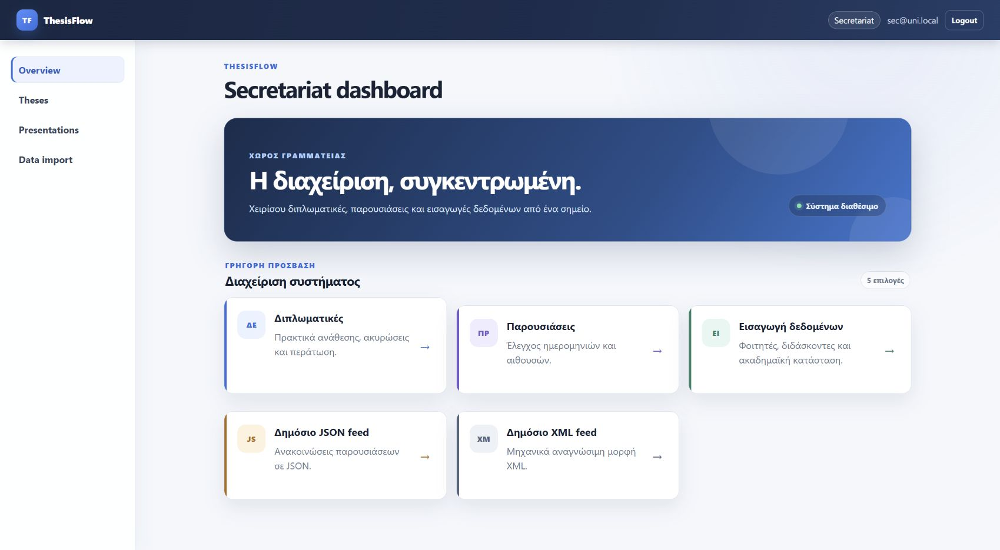 TF
ThesisFlow
Secretariat
sec@uni.local
Logout
Overview
Theses
Presentations
Data import
THESISFLOW
Secretariat dashboard
ΧΩΡΟΣ ΓΡΑΜΜΑΤΕΙΑΣ
Η διαχείριση, συγκεντρωμένη.
Χειρίσου διπλωματικές, παρουσιάσεις και εισαγωγές δεδομένων από ένα σημείο.
Σύστημα διαθέσιμο
ΓΡΗΓΟΡΗ ΠΡΟΣΒΑΣΗ
Διαχείριση συστήματος
5 επιλογές
ΔΕ
Διπλωματικές
Πρακτικά ανάθεσης, ακυρώσεις
και περάτωση.
→
ΠΡ
Παρουσιάσεις
Έλεγχος ημερομηνιών και
αιθουσών.
→
ΕΙ
Εισαγωγή δεδομένων
Φοιτητές, διδάσκοντες και
ακαδημαϊκή κατάσταση.
→
JS
Δημόσιο JSON feed
Ανακοινώσεις παρουσιάσεων
σε JSON.
→
XM
Δημόσιο XML feed
Μηχανικά αναγνώσιμη μορφή
XML.
→